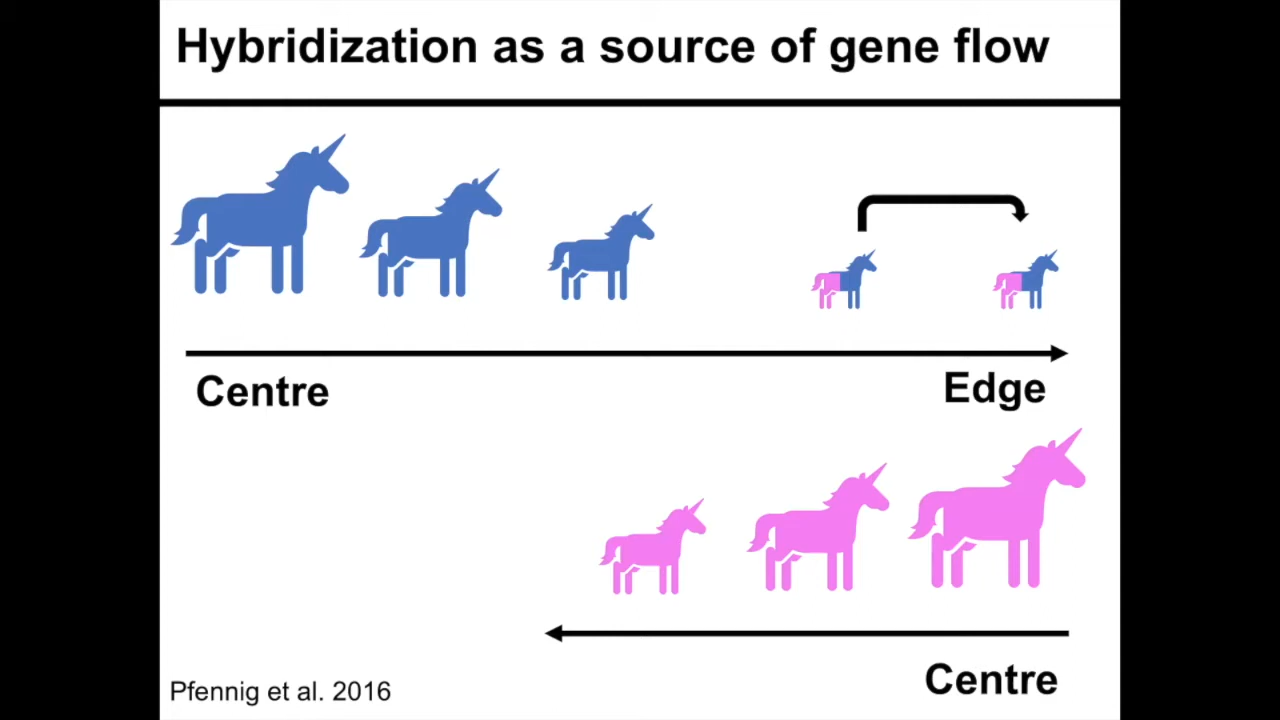 Hybridization as a source of gene flow
Centre
Edge
Centre
Pfennig et al. 2016